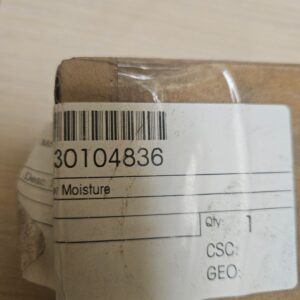 30104836
Moisture
Qty: 1
CSC:
GEO: